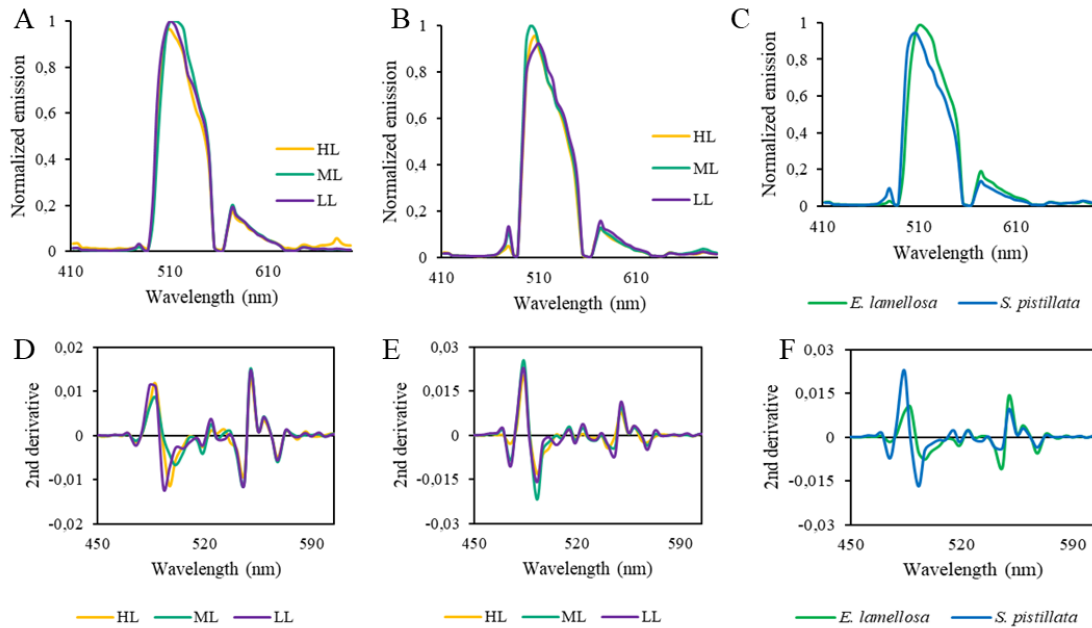 A
Normalized emission
1
0,8
0,6
0,4
0,2
0
410
510
610
Wavelength (nm)
HL
ML
LL
B
Normalized emission
1
0,8
0,6
0,4
0,2
0
410
510
610
Wavelength (nm)
HL
ML
LL
C
Normalized emission
1
0,8
0,6
0,4
0,2
0
410
510
610
Wavelength (nm)
E. lamellosa S. pistillata
D
2nd derivative
0,02
0,01
0
-0,01
-0,02
450
520
590
Wavelength (nm)
HL ML LL
E
2nd derivative
0,03
0,015
0
-0,015
-0,03
450
520
590
Wavelength (nm)
HL ML LL
F
2nd derivative
0,03
0,015
0
-0,015
-0,03
450
520
590
Wavelength (nm)
E. lamellosa S. pistillata